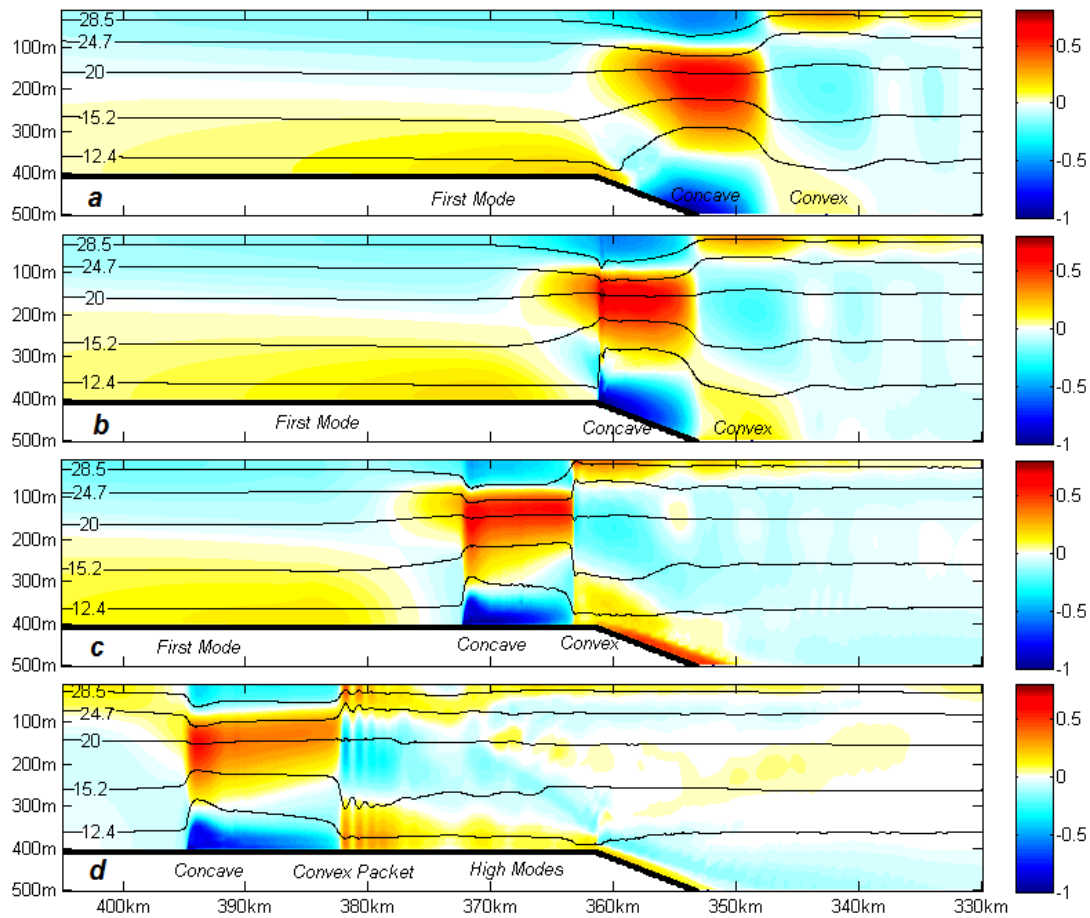 28.5
100m 24.7
200m 20
300m 15.2
400m 12.4
500m a First Mode Concave Convex
0.5
0
-0.5
-1
28.5
100m 24.7
200m 20
300m 15.2
400m 12.4
500m b First Mode Concave Convex
0.5
0
-0.5
-1
28.5
100m 24.7
200m 20
300m 15.2
400m 12.4
500m c First Mode Concave Convex
0.5
0
-0.5
-1
28.5
100m 24.7
200m 20
300m 15.2
400m 12.4
500m d Concave Convex Packet High Modes
0.5
0
-0.5
-1
400km 390km 380km 370km 360km 350km 340km 330km